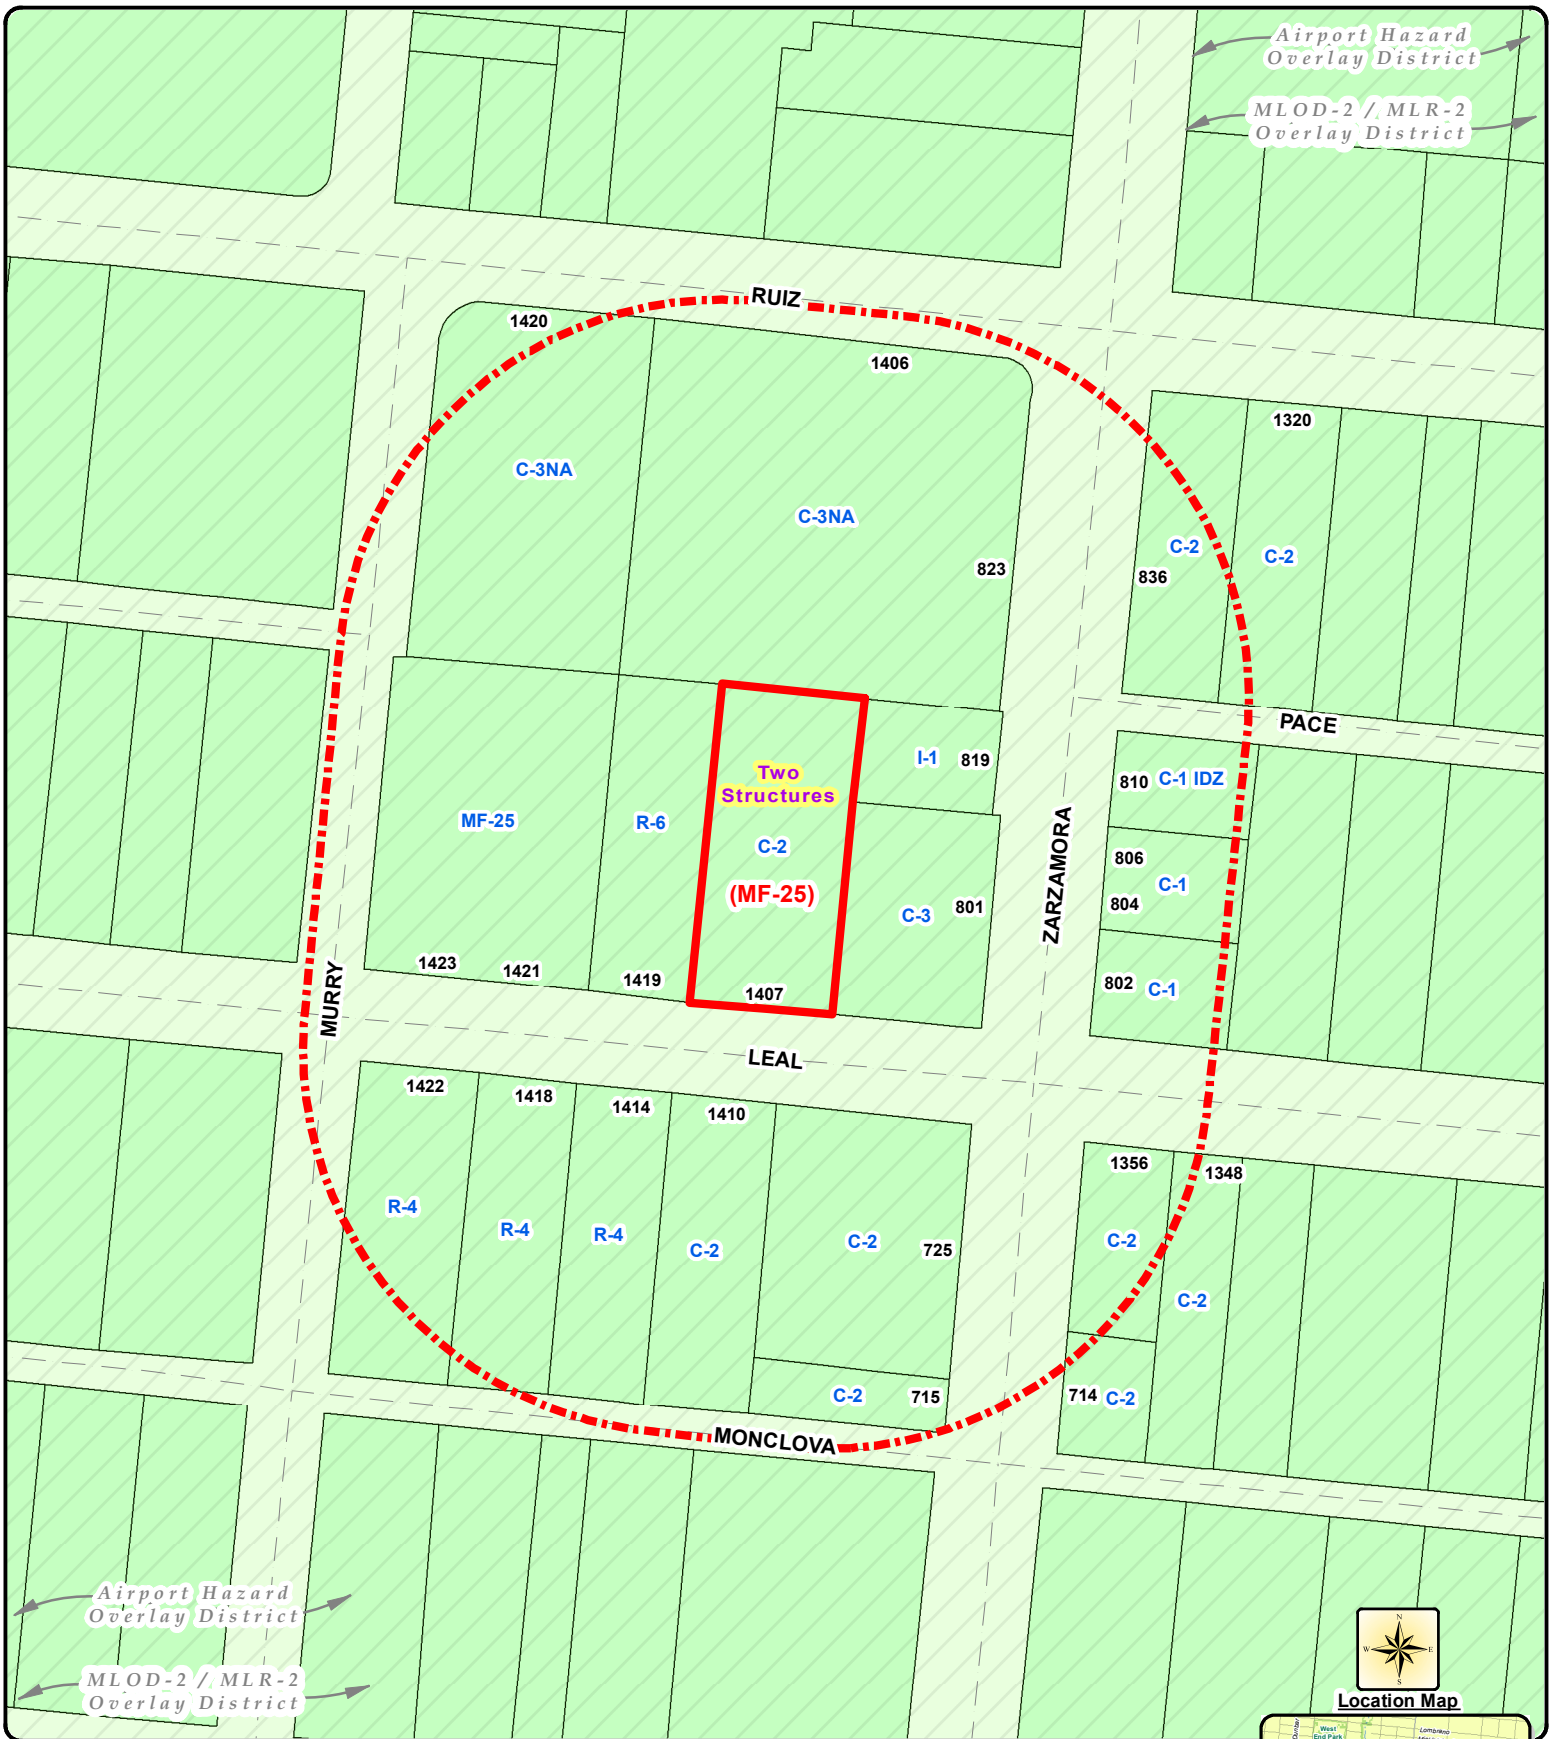 Airport Hazard
Overlay District
MLOD-2 / MLR-2
Overlay District
RUIZ
1420
1406
1320
C-3NA
C-3NA
C-2
C-2
823
836
PACE
I-1
819
Two
Structures
810
C-1 IDZ
MF-25
R-6
C-2
806
C-1
(MF-25)
804
C-3
801
ZARZAMORA
1423
1421
1419
1407
802
C-1
MURRY
LEAL
1422
1418
1414
1410
1356
1348
R-4
R-4
R-4
C-2
C-2
725
C-2
C-2
C-2
715
714
C-2
MONCLOVA
Airport Hazard
Overlay District
MLOD-2 / MLR-2
Overlay District
N
W
E
S
Location Map
West
End Park
Lombrano